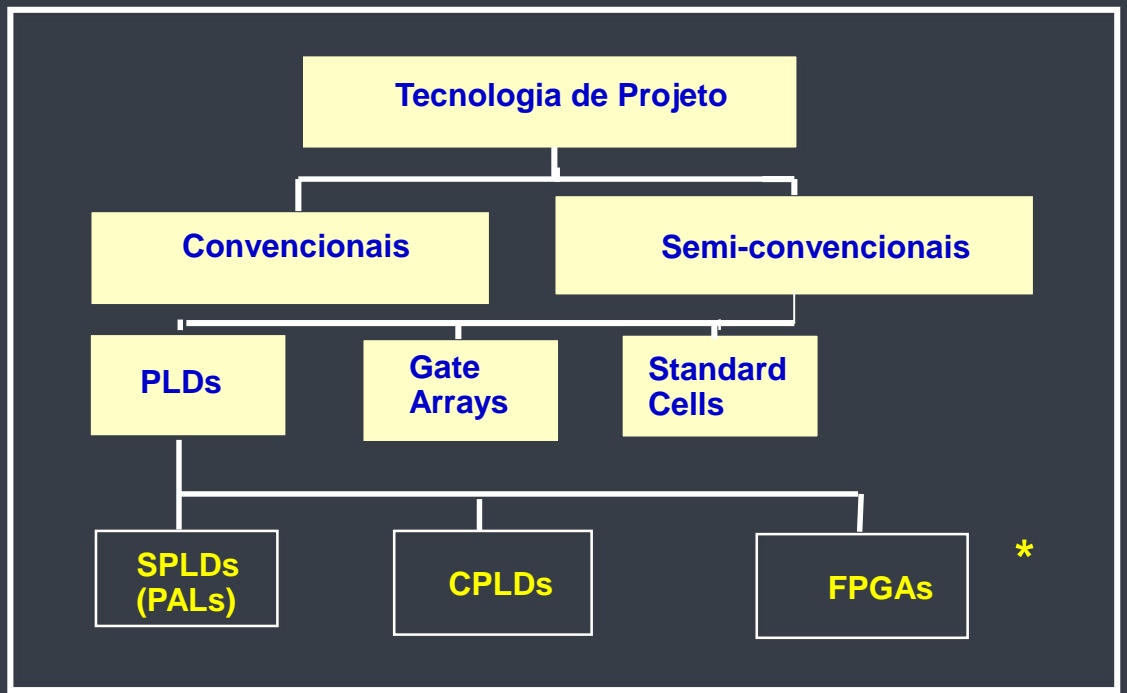 Tecnologia de Projeto
Convencionais
Semi-convencionais
PLDs
Gate
Arrays
Standard
Cells
SPLDs
(PALs)
CPLDs
FPGAs
*